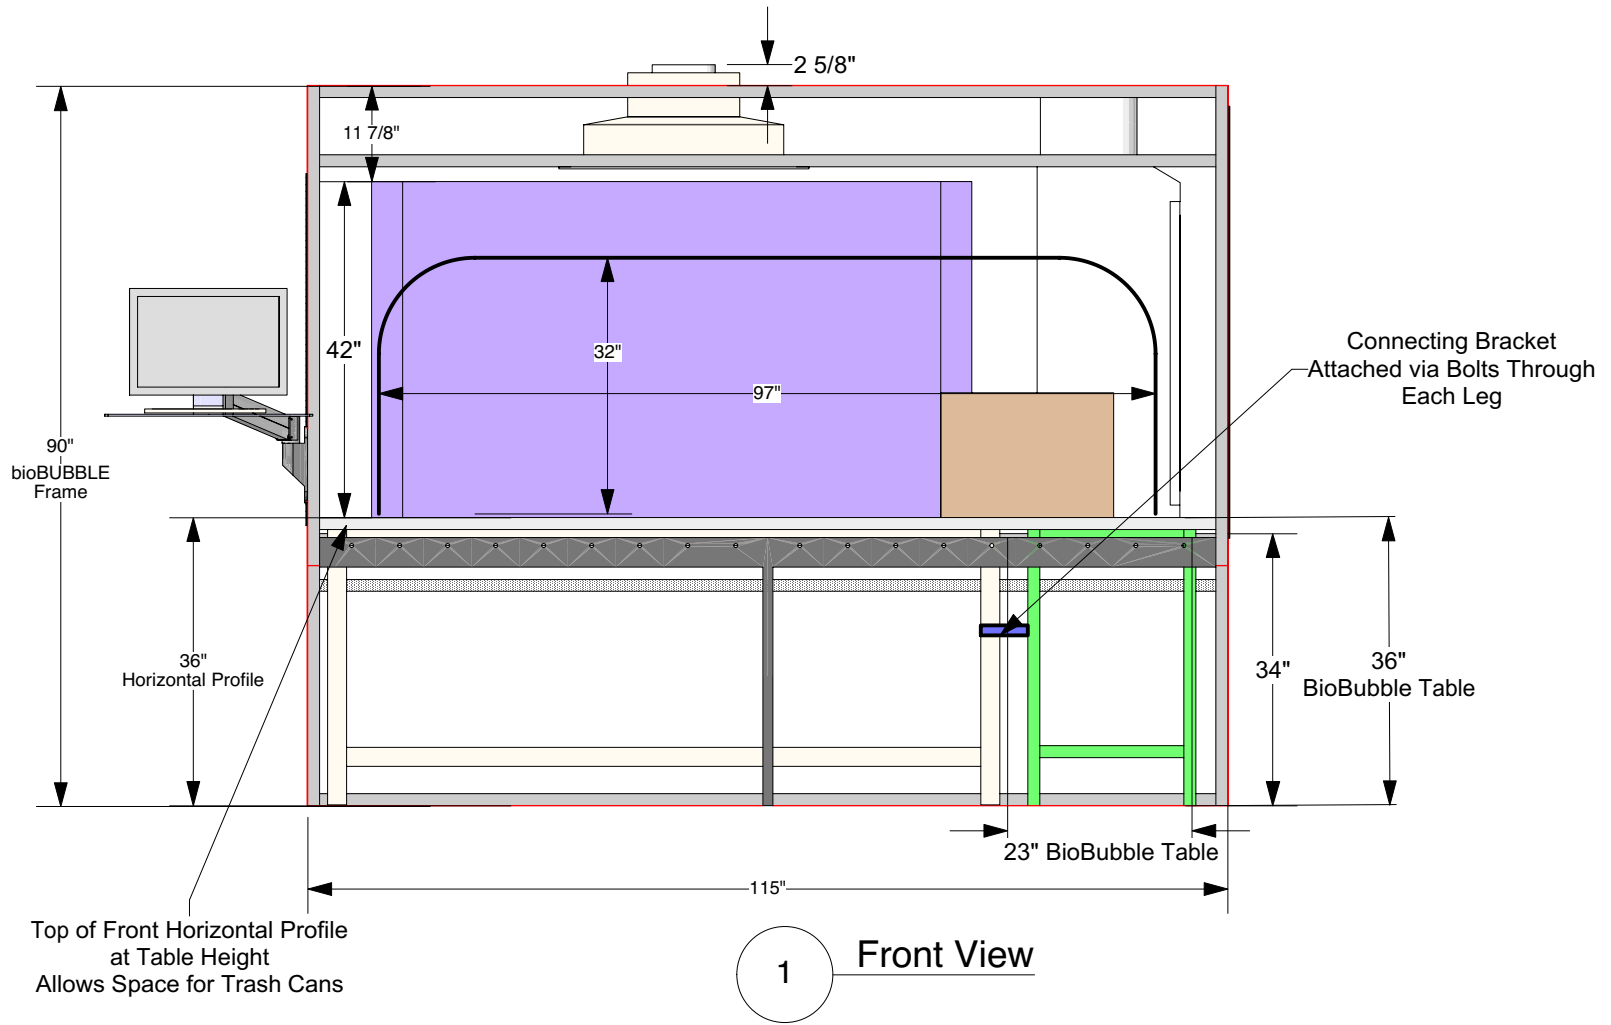 2 5/8"
11 7/8"
42"
32"
97"
Connecting Bracket
Attached via Bolts Through
Each Leg
90"
bioBUBBLE
Frame
36"
Horizontal Profile
34"
36"
BioBubble Table
23" BioBubble Table
115"
Top of Front Horizontal Profile
at Table Height
Allows Space for Trash Cans
1
Front View